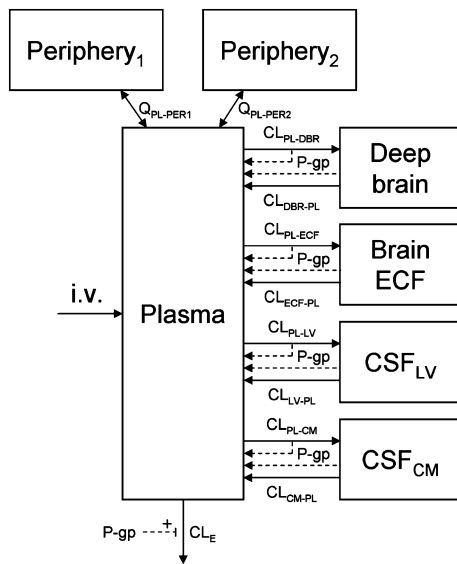 Periphery1
Periphery2
QPL-PER1
QPL-PER2
CLPL-DBR
P-gp
CLDBR-PL
Deep
brain
CLPL-ECF
P-gp
CLECF-PL
Brain
ECF
i.v.
Plasma
CLPL-LV
P-gp
CLLV-PL
CSFLV
CLPL-CM
P-gp
CLCM-PL
CSFCM
P-gp
+
CLE